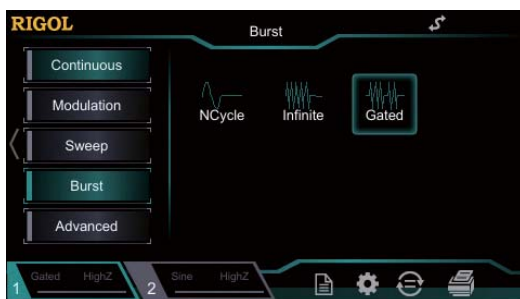 RIGOL
Burst
Continuous
Modulation
Sweep
Burst
Advanced
NCycle
Infinite
Gated
1
Gated
HighZ
2
Sine
HighZ